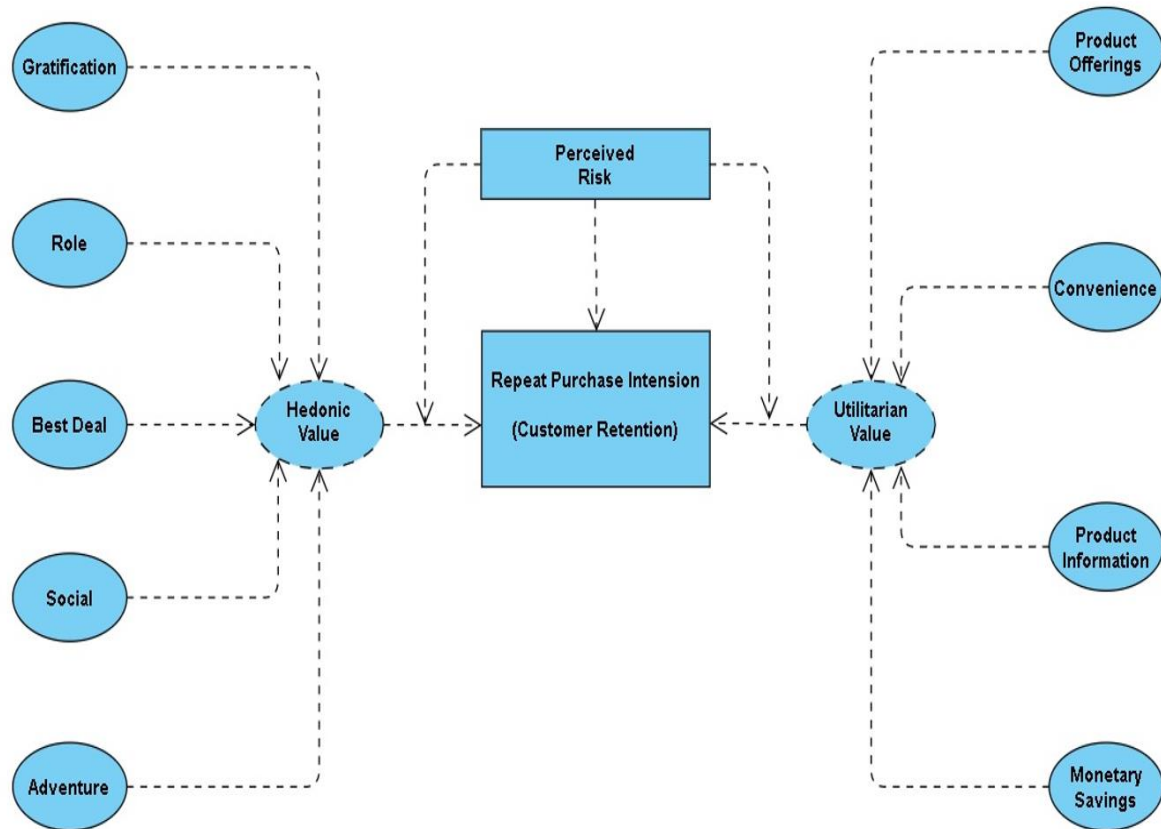 Gratification
Product
Offerings
Perceived
Risk
Role
Convenience
Repeat Purchase Intension
(Customer Retention)
Best Deal
Hedonic
Value
Utilitarian
Value
Product
Information
Social
Adventure
Monetary
Savings